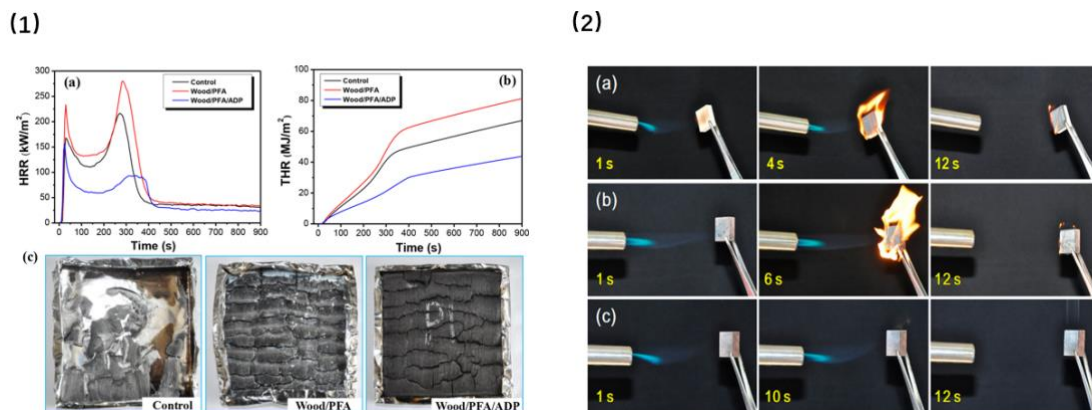 (1)
(a)
Control
Wood/PFA
Wood/PFA/ADP
HRR (kW/m²)
300
250
200
150
100
50
0
0 100 200 300 400 500 600 700 800 900
Time (s)
(b)
Control
Wood/PFA
Wood/PFA/ADP
THR (MJ/m²)
100
80
60
40
20
0
0 100 200 300 400 500 600 700 800 900
Time (s)
(c)
Control
Wood/PFA
Wood/PFA/ADP
(2)
(a)
1 s
4 s
12 s
(b)
1 s
6 s
12 s
(c)
1 s
10 s
12 s